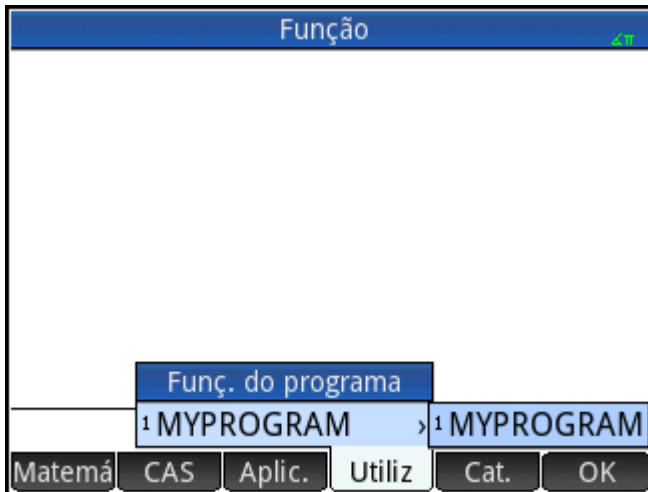 Função
∡π
Funç. do programa
1 MYPROGRAM › 1 MYPROGRAM
Matemá CAS Aplic. Utiliz Cat. OK